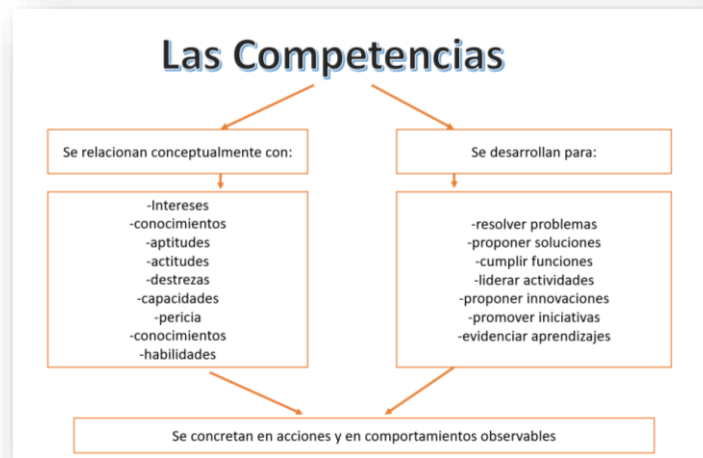 Las Competencias
Se relacionan conceptualmente con:
-Intereses
-conocimientos
-aptitudes
-actitudes
-destrezas
-capacidades
-pericia
-conocimientos
-habilidades
Se desarrollan para:
-resolver problemas
-proponer soluciones
-cumplir funciones
-liderar actividades
-proponer innovaciones
-promover iniciativas
-evidenciar aprendizajes
Se concretan en acciones y en comportamientos observables